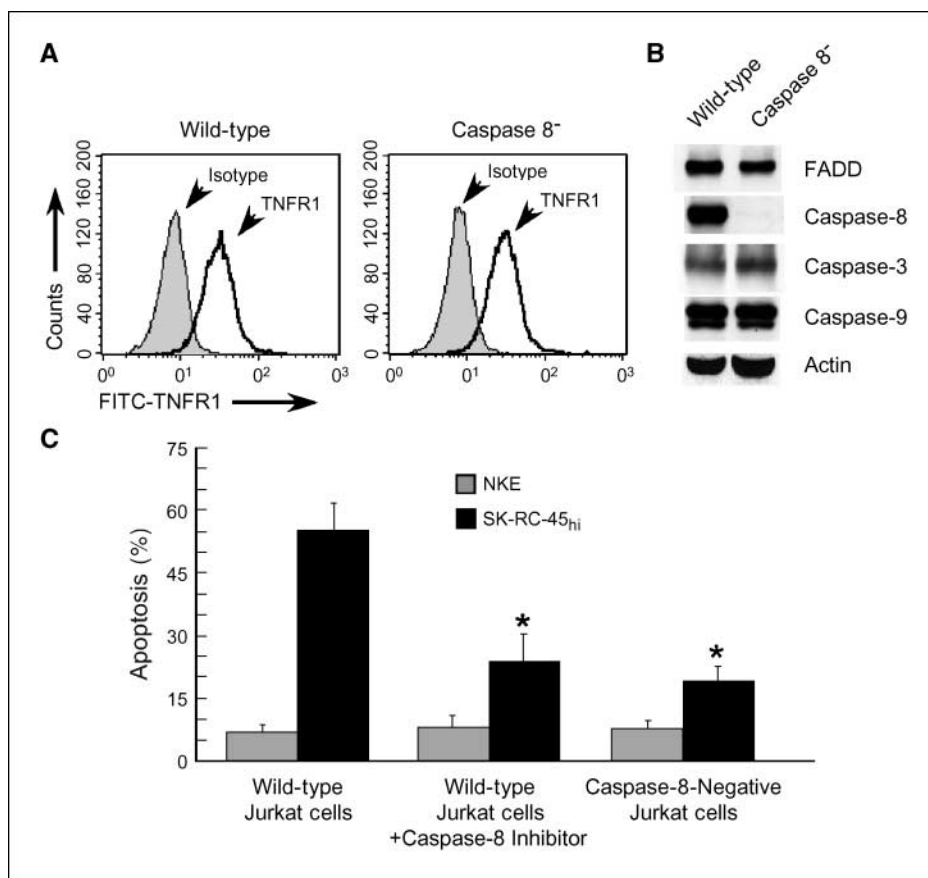 A
Wild-type
200
160
120
80
40
0
Counts
Isotype
TNFR1
10⁰ 10¹ 10² 10³
FITC-TNFR1
Caspase 8⁻
200
160
120
80
40
0
Isotype
TNFR1
10⁰ 10¹ 10² 10³
B
Wild-type
Caspase 8⁻
FADD
Caspase-8
Caspase-3
Caspase-9
Actin
C
75
60
45
30
15
0
Apoptosis (%)
NKE
SK-RC-45hi
*
*
Wild-type
Jurkat cells
Wild-type
Jurkat cells
+Caspase-8 Inhibitor
Caspase-8-Negative
Jurkat cells